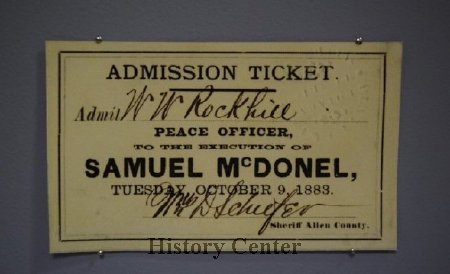 ADMISSION TICKET.
Admit W W Rockhill
PEACE OFFICER,
TO THE EXECUTION OF
SAMUEL McDONEL,
TUESDAY, OCTOBER 9, 1883.
Wm D Schiefer
Sheriff Allen County.
History Center